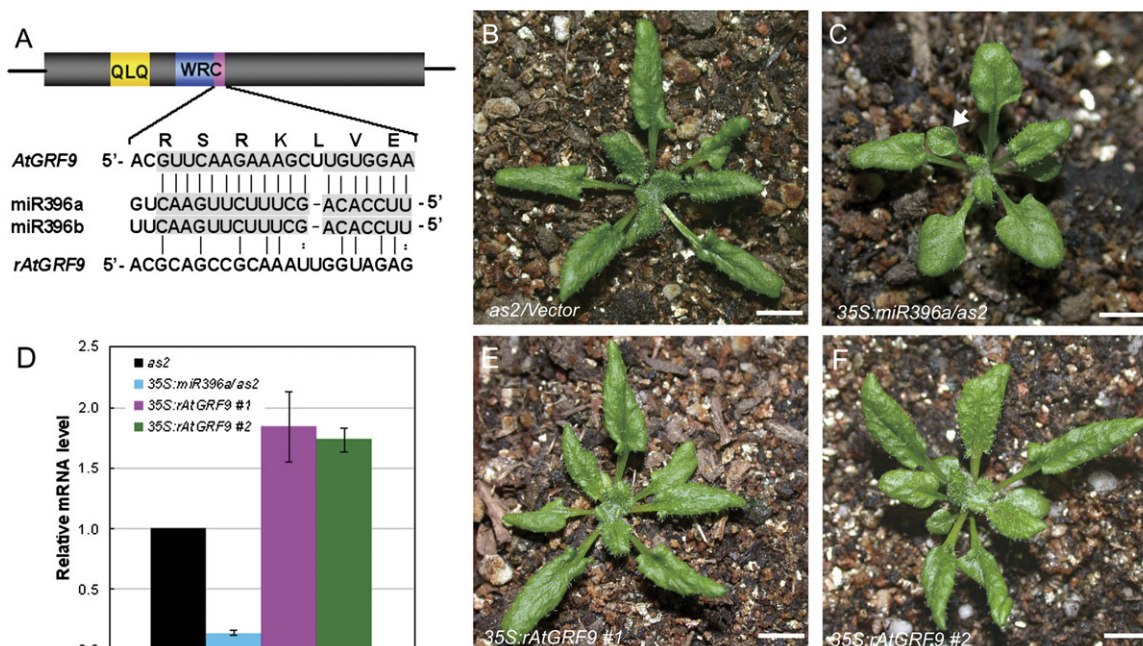 A
QLQ
WRC
R S R K L V E
AtGRF9 5'- ACGUUCAAGAAAGCUUGUGGAA
miR396a GUCAAGUUCUUUCG-ACACCUU -5'
miR396b UUCAAGUUCUUUCG-ACACCUU -5'
rAtGRF9 5'- ACGCAGCCGCAAAUUGGUAGAG
B
as2/Vector
C
35S:miR396a/as2
D
Relative mRNA level
2.5
2.0
1.5
1.0
0.5
as2
35S:miR396a/as2
35S:rAtGRF9 #1
35S:rAtGRF9 #2
E
35S:rAtGRF9 #1
F
35S:rAtGRF9 #2